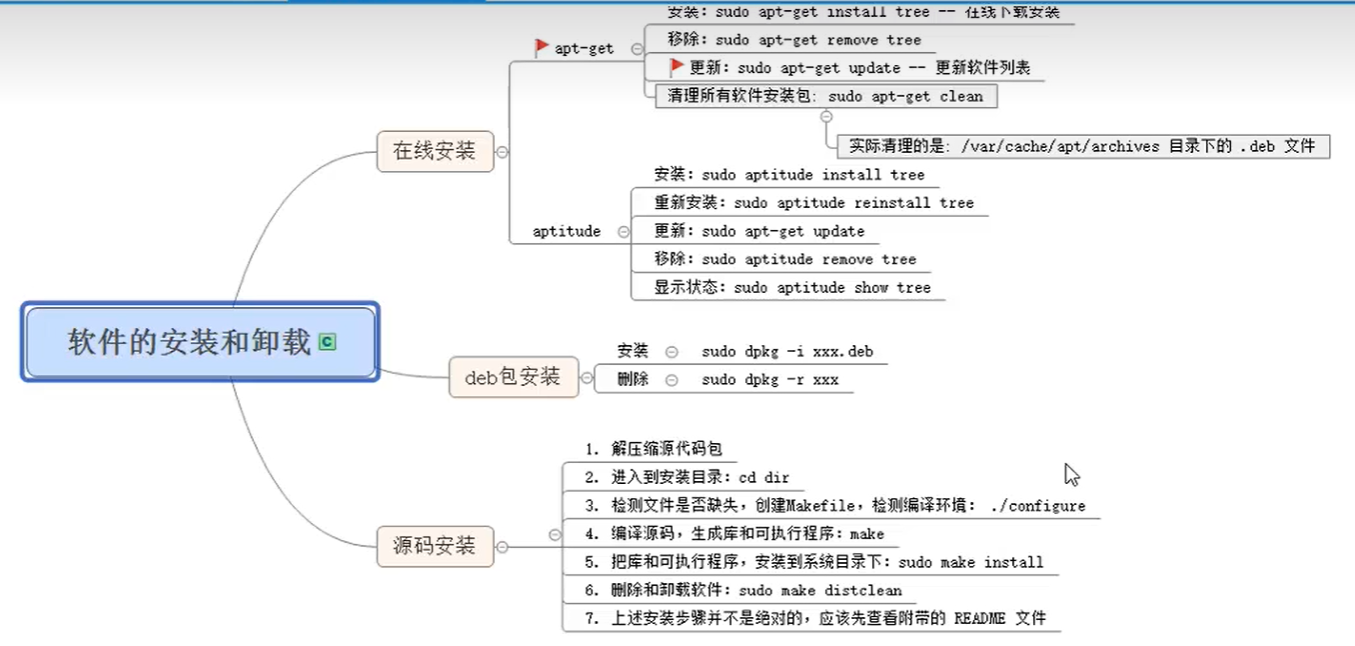 安装: sudo apt-get install tree -- 在线下载安装
apt-get
移除: sudo apt-get remove tree
更新: sudo apt-get update -- 更新软件列表
清理所有软件安装包: sudo apt-get clean
实际清理的是: /var/cache/apt/archives 目录下的 .deb 文件
在线安装
安装: sudo aptitude install tree
重新安装: sudo aptitude reinstall tree
aptitude
更新: sudo apt-get update
移除: sudo aptitude remove tree
显示状态: sudo aptitude show tree
软件的安装和卸载 C
deb包安装
安装 sudo dpkg -i xxx.deb
删除 sudo dpkg -r xxx
源码安装
1. 解压缩源代码包
2. 进入到安装目录: cd dir
3. 检测文件是否缺失, 创建Makefile, 检测编译环境: ./configure
4. 编译源码, 生成库和可执行程序: make
5. 把库和可执行程序, 安装到系统目录下: sudo make install
6. 删除和卸载软件: sudo make distclean
7. 上述安装步骤并不是绝对的, 应该先查看附带的 README 文件